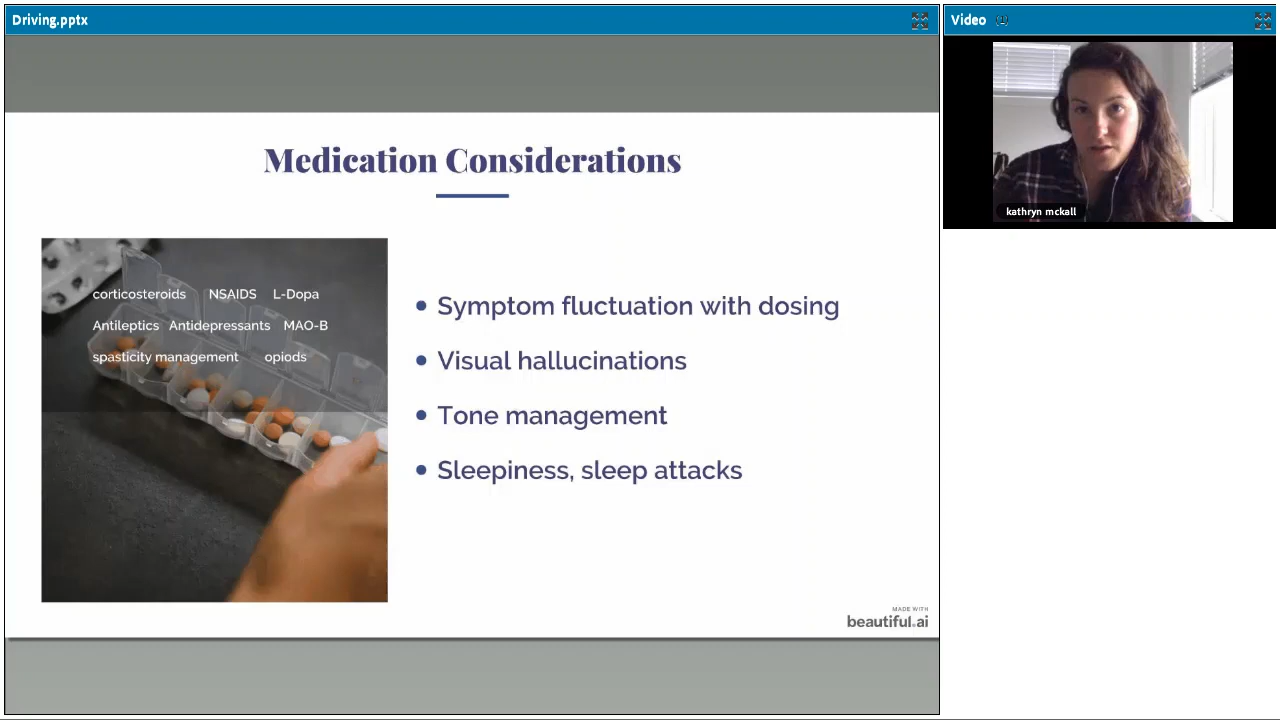 Driving.pptx
Video (1)
kathryn mckall
Medication Considerations
corticosteroids NSAIDS L-Dopa
Antileptics Antidepressants MAO-B
spasticity management opiods
Symptom fluctuation with dosing
Visual hallucinations
Tone management
Sleepiness, sleep attacks
MADE WITH
beautiful.ai